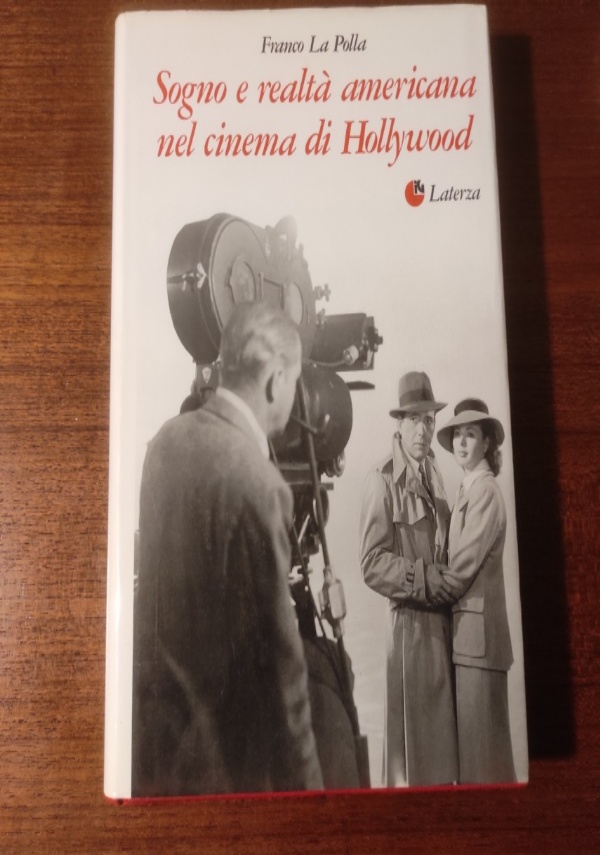 Franco La Polla
Sogno e realtà americana
nel cinema di Hollywood
Laterza